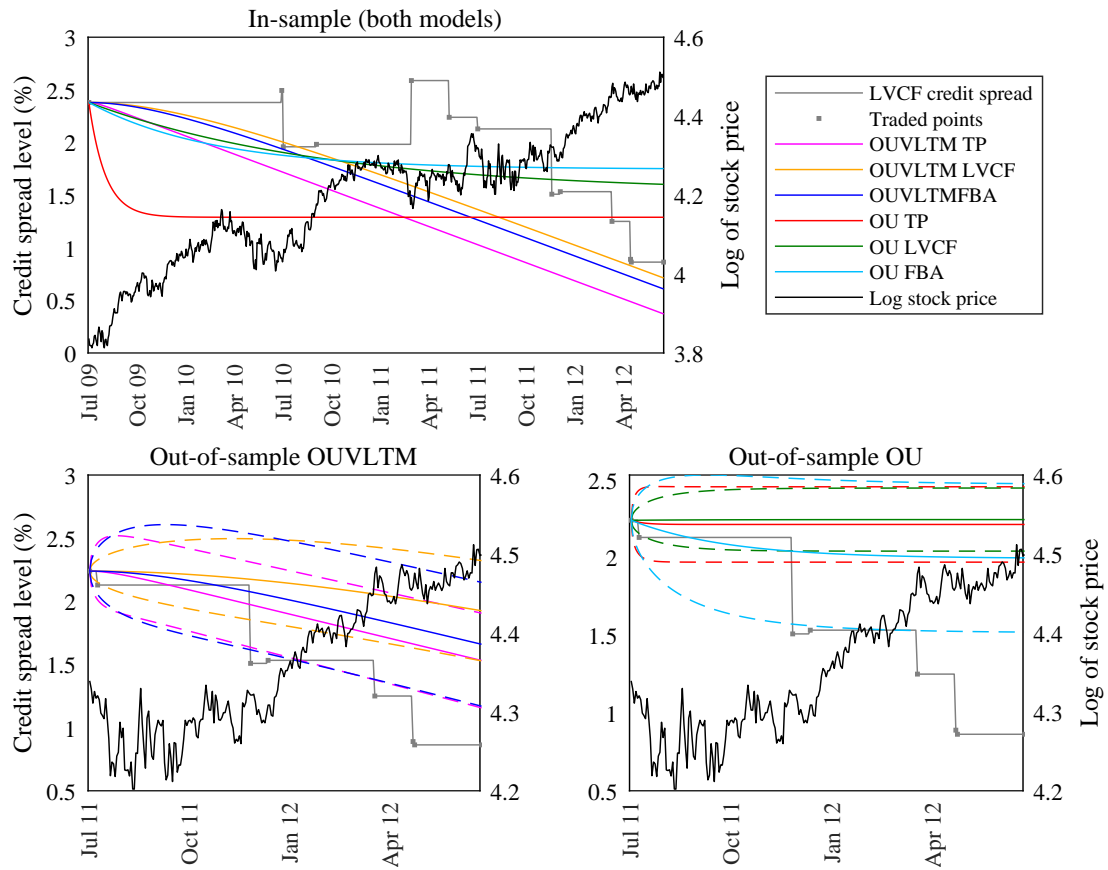 In-sample (both models)
Credit spread level (%)
3
2.5
2
1.5
1
0.5
0
4.6
4.4
4.2
4
3.8
Log of stock price
Jul 09
Oct 09
Jan 10
Apr 10
Jul 10
Oct 10
Jan 11
Apr 11
Jul 11
Oct 11
Jan 12
Apr 12
LVCF credit spread
Traded points
OUVLTM TP
OUVLTM LVCF
OUVLTMFBA
OU TP
OU LVCF
OU FBA
Log stock price
Out-of-sample OUVLTM
Credit spread level (%)
3
2.5
2
1.5
1
0.5
4.6
4.5
4.4
4.3
4.2
Jul 11
Oct 11
Jan 12
Apr 12
Out-of-sample OU
2.5
2
1.5
1
0.5
4.6
4.5
4.4
4.3
4.2
Log of stock price
Jul 11
Oct 11
Jan 12
Apr 12